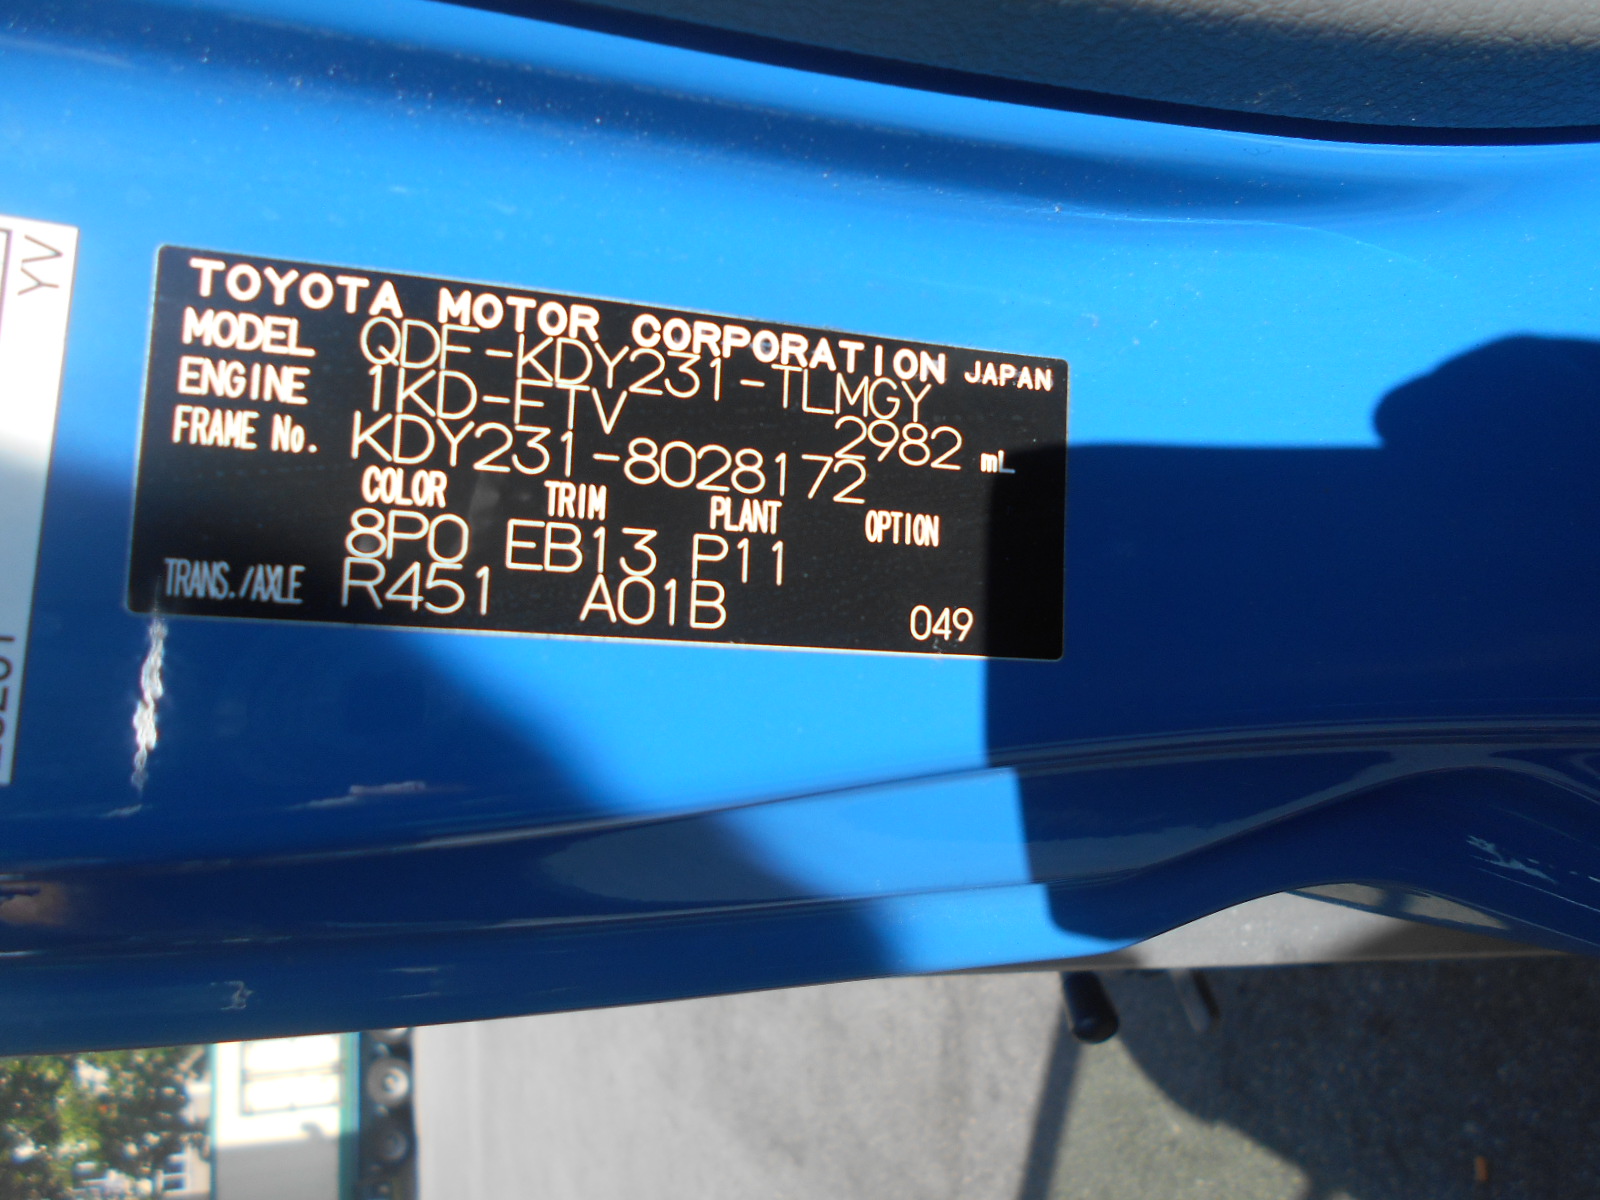 TOYOTA MOTOR CORPORATION JAPAN
MODEL QDF-KDY231-TLMGY
ENGINE 1KD-FTV 2982 mL
FRAME No. KDY231-8028172
COLOR TRIM PLANT OPTION
8P0 EB13 P11
TRANS./AXLE R451 A01B 049
YV